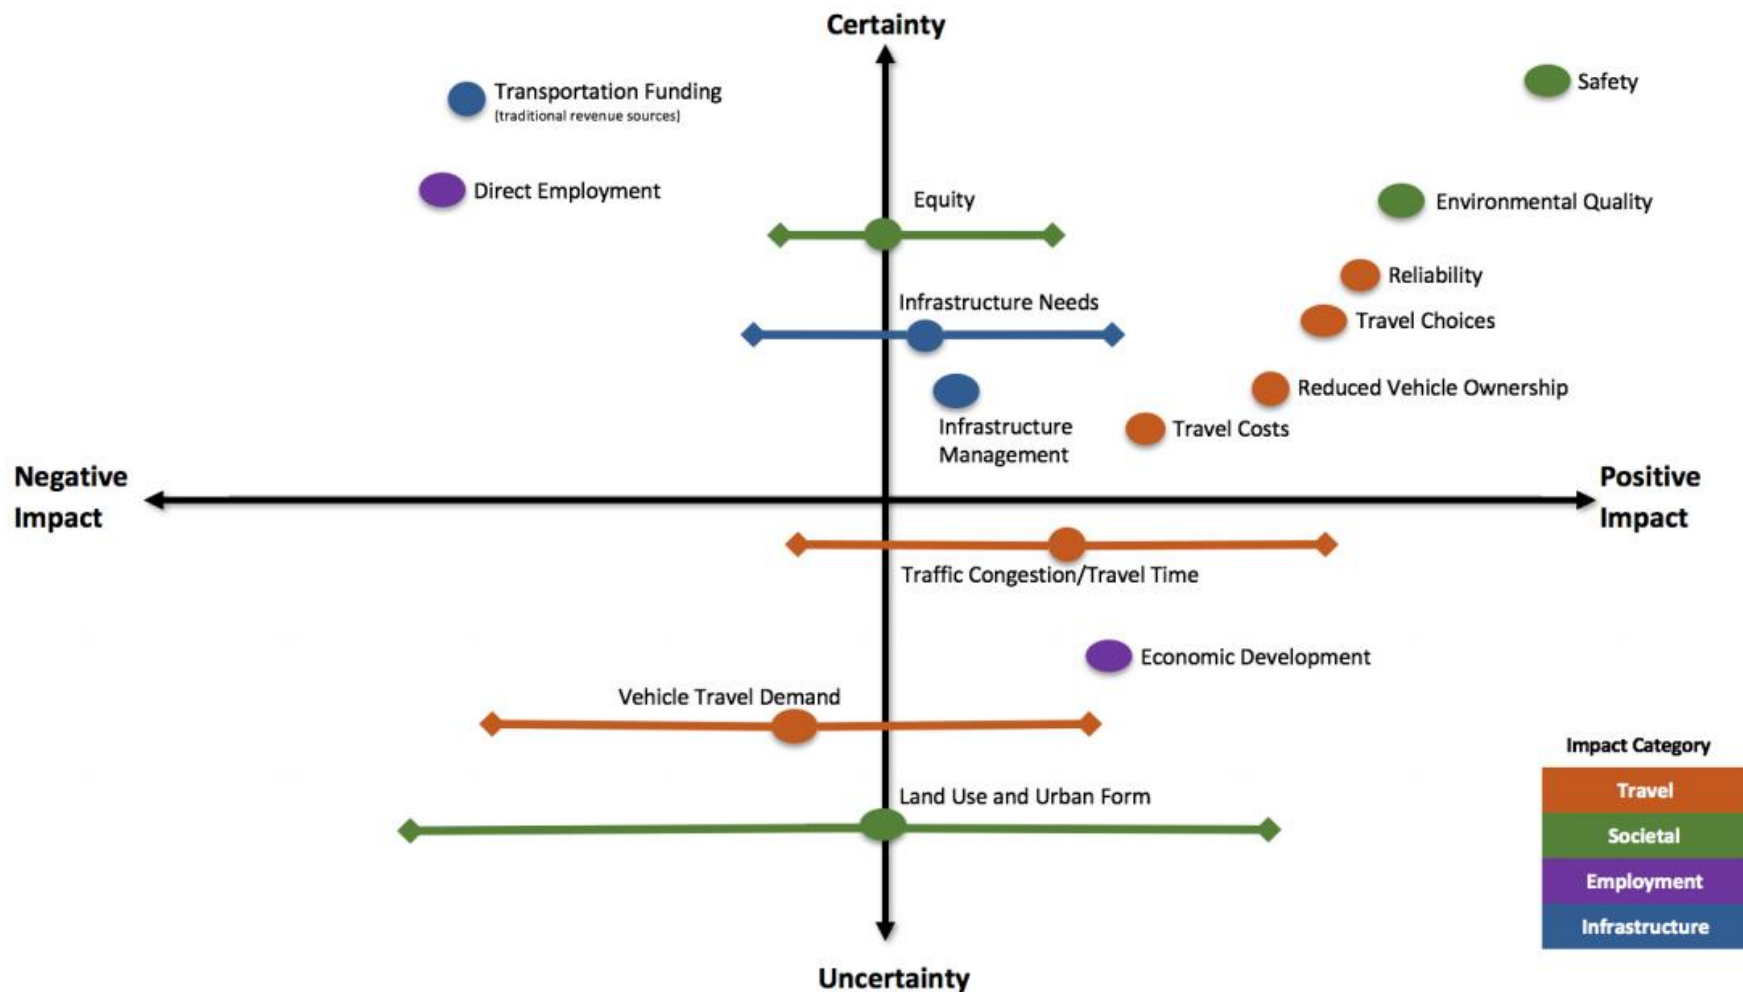 Certainty
Transportation Funding
(traditional revenue sources)
Safety
Direct Employment
Equity
Environmental Quality
Reliability
Infrastructure Needs
Travel Choices
Reduced Vehicle Ownership
Infrastructure
Management
Travel Costs
Negative
Impact
Positive
Impact
Traffic Congestion/Travel Time
Economic Development
Vehicle Travel Demand
Land Use and Urban Form
Impact Category
Travel
Societal
Employment
Infrastructure
Uncertainty